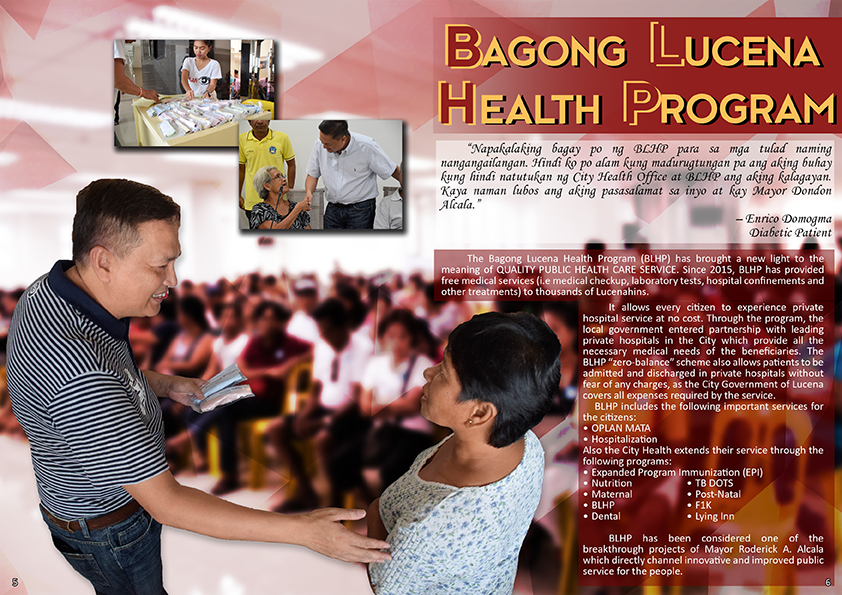 BAGONG LUCENA
HEALTH PROGRAM
“Napakalaking bagay po ng BLHP para sa mga tulad naming
nangangailangan. Hindi ko po alam kung madurugtungan pa ang aking buhay
kung hindi natutukan ng City Health Office at BLHP ang aking kalagayan.
Kaya naman lubos ang aking pasasalamat sa inyo at kay Mayor Dondon
Alcala.”
– Enrico Domogma
Diabetic Patient
The Bagong Lucena Health Program (BLHP) has brought a new light to the
meaning of QUALITY PUBLIC HEALTH CARE SERVICE. Since 2015, BLHP has provided
free medical services (i.e medical checkup, laboratory tests, hospital confinements and
other treatments) to thousands of Lucenahins.
It allows every citizen to experience private
hospital service at no cost. Through the program, the
local government entered partnership with leading
private hospitals in the City which provide all the
necessary medical needs of the beneficiaries. The
BLHP “zero-balance” scheme also allows patients to be
admitted and discharged in private hospitals without
fear of any charges, as the City Government of Lucena
covers all expenses required by the service.
BLHP includes the following important services for
the citizens:
• OPLAN MATA
• Hospitalization
Also the City Health extends their service through the
following programs:
• Expanded Program Immunization (EPI)
• Nutrition • TB DOTS
• Maternal • Post-Natal
• BLHP • F1K
• Dental • Lying Inn
BLHP has been considered one of the
breakthrough projects of Mayor Roderick A. Alcala
which directly channel innovative and improved public
service for the people.
5
6